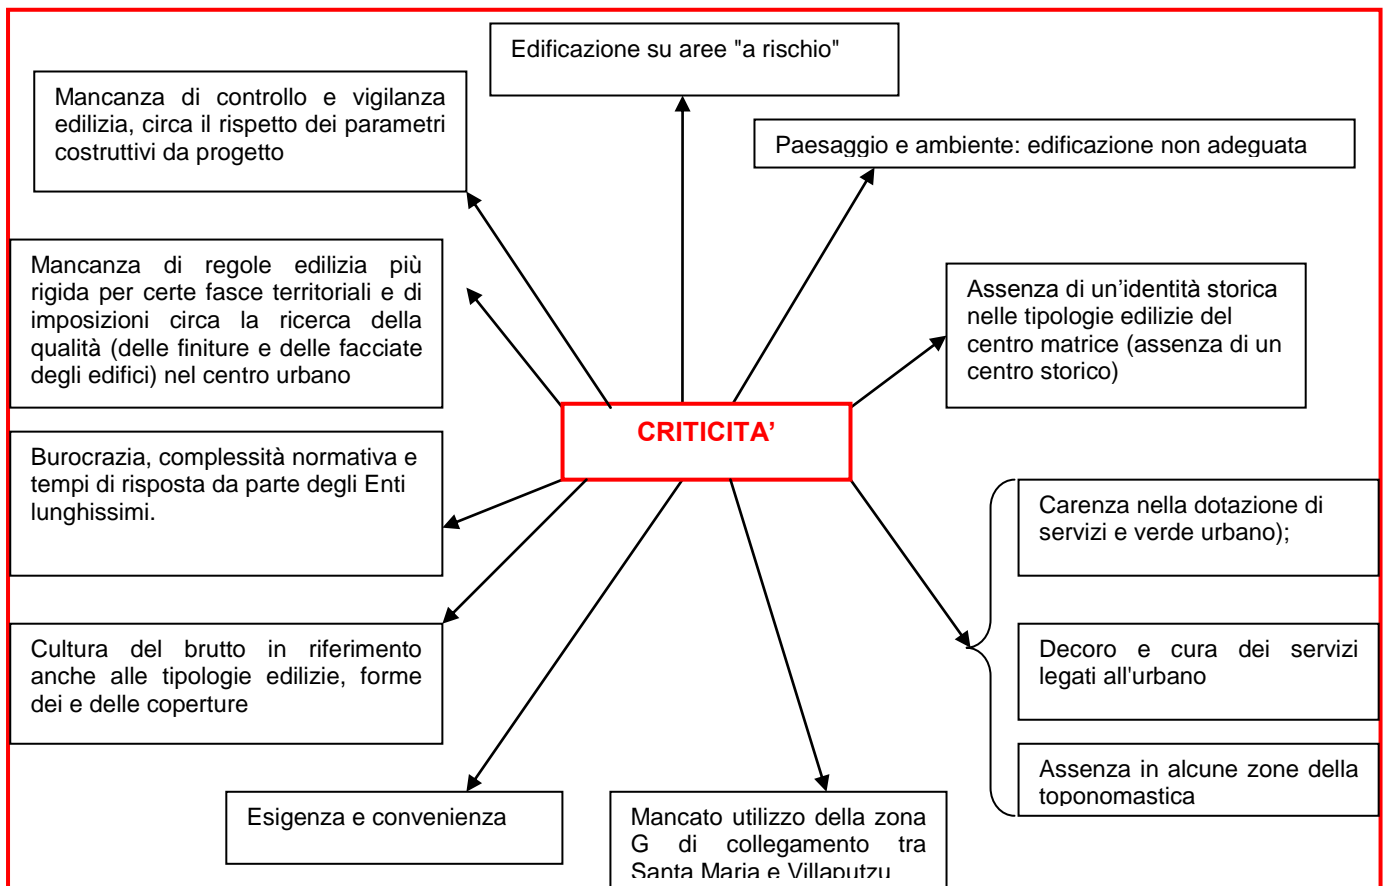 Edificazione su aree "a rischio"
Mancanza di controllo e vigilanza
edilizia, circa il rispetto dei parametri
costruttivi da progetto
Paesaggio e ambiente: edificazione non adeguata
Mancanza di regole edilizia più
rigida per certe fasce territoriali e di
imposizioni circa la ricerca della
qualità (delle finiture e delle facciate
degli edifici) nel centro urbano
Assenza di un’identità storica
nelle tipologie edilizie del
centro matrice (assenza di un
centro storico)
CRITICITA’
Burocrazia, complessità normativa e
tempi di risposta da parte degli Enti
lunghissimi.
Carenza nella dotazione di
servizi e verde urbano);
Cultura del brutto in riferimento
anche alle tipologie edilizie, forme
dei e delle coperture
Decoro e cura dei servizi
legati all'urbano
Assenza in alcune zone della
toponomastica
Esigenza e convenienza
Mancato utilizzo della zona
G di collegamento tra
Santa Maria e Villaputzu